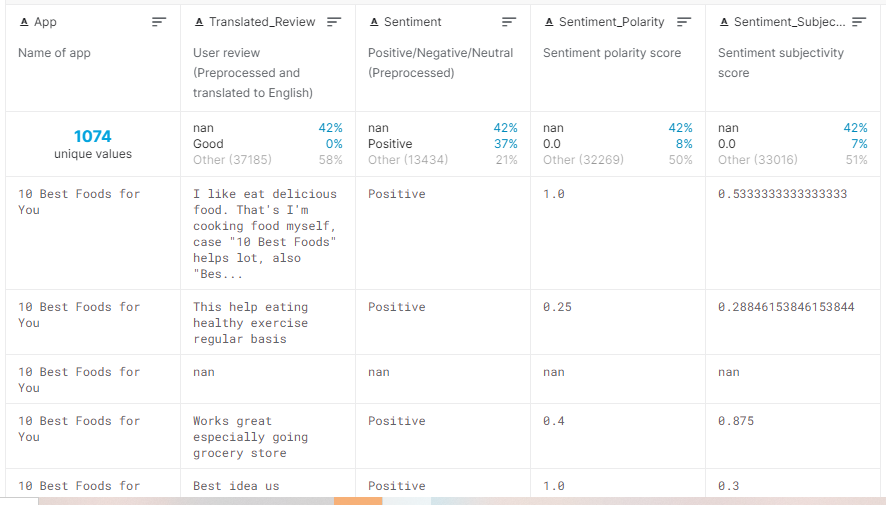 A App
A Translated_Review
A Sentiment
A Sentiment_Polarity
A Sentiment_Subjec...
Name of app
User review
(Preprocessed and
translated to English)
Positive/Negative/Neutral
(Preprocessed)
Sentiment polarity score
Sentiment subjectivity
score
1074
unique values
nan 42%
Good 0%
Other (37185) 58%
nan 42%
Positive 37%
Other (13434) 21%
nan 42%
0.0 8%
Other (32269) 50%
nan 42%
0.0 7%
Other (33016) 51%
10 Best Foods for
You
I like eat delicious
food. That's I'm
cooking food myself,
case "10 Best Foods"
helps lot, also
"Bes...
Positive
1.0
0.5333333333333333
10 Best Foods for
You
This help eating
healthy exercise
regular basis
Positive
0.25
0.28846153846153844
10 Best Foods for
You
nan
nan
nan
nan
10 Best Foods for
You
Works great
especially going
grocery store
Positive
0.4
0.875
10 Best Foods for
Best idea us
Positive
1.0
0.3